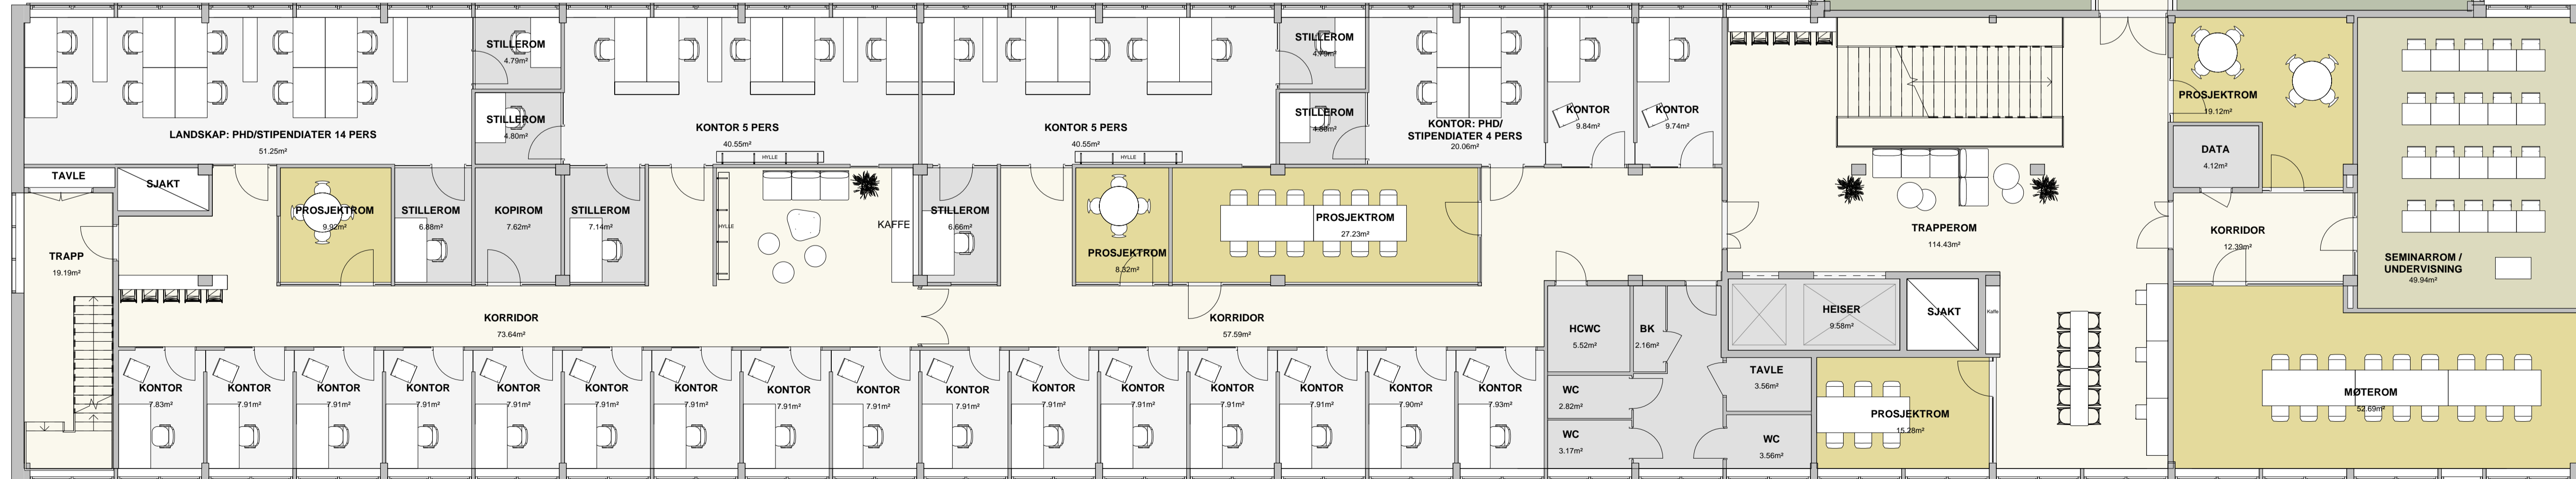 STILLEROM
4.79m²
STILLEROM
4.80m²
LANDSKAP: PHD/STIPENDIATER 14 PERS
51.25m²
KONTOR 5 PERS
40.55m²
HYLLE
KONTOR 5 PERS
40.55m²
HYLLE
STILLEROM
4.79m²
STILLEROM
4.80m²
KONTOR: PHD/
STIPENDIATER 4 PERS
20.06m²
KONTOR
9.84m²
KONTOR
9.74m²
PROSJEKTROM
19.12m²
DATA
4.12m²
TAVLE
SJAKT
TRAPP
19.19m²
PROSJEKTROM
9.92m²
STILLEROM
6.88m²
KOPIROM
7.62m²
STILLEROM
7.14m²
HYLLE
KAFFE
STILLEROM
6.66m²
PROSJEKTROM
8.32m²
PROSJEKTROM
27.23m²
TRAPPEROM
114.43m²
KORRIDOR
12.39m²
SEMINARROM /
UNDERVISNING
49.94m²
KORRIDOR
73.64m²
KORRIDOR
57.59m²
HCWC
5.52m²
BK
2.16m²
HEISER
9.58m²
SJAKT
Kaffe
KONTOR
7.83m²
KONTOR
7.91m²
KONTOR
7.91m²
KONTOR
7.91m²
KONTOR
7.91m²
KONTOR
7.91m²
KONTOR
7.91m²
KONTOR
7.91m²
KONTOR
7.91m²
KONTOR
7.91m²
KONTOR
7.91m²
KONTOR
7.91m²
KONTOR
7.91m²
KONTOR
7.91m²
KONTOR
7.90m²
KONTOR
7.93m²
WC
2.82m²
WC
3.17m²
TAVLE
3.56m²
WC
3.56m²
PROSJEKTROM
15.28m²
MØTEROM
52.69m²